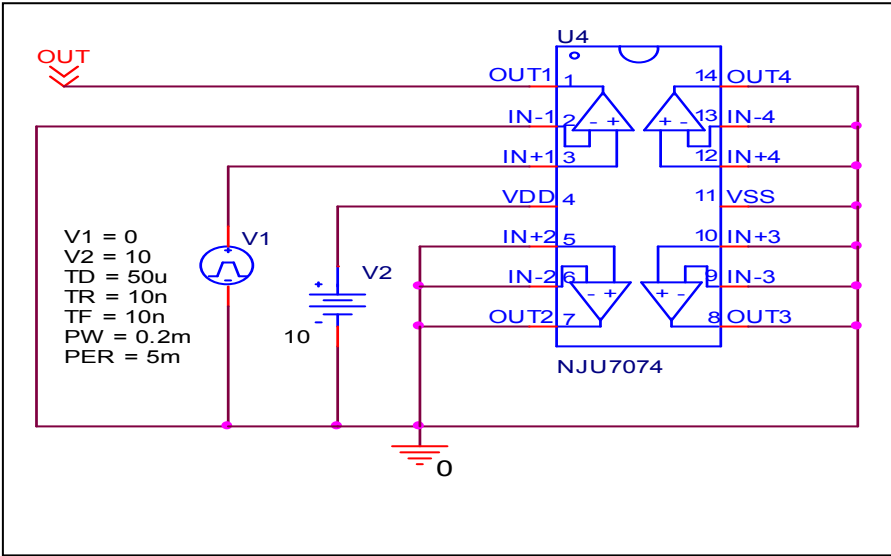 U4
OUT
OUT1 1 14 OUT4
- + + -
IN-1 2 13 IN-4
IN+1 3 12 IN+4
VDD 4 11 VSS
IN+2 5 10 IN+3
IN-2 6 9 IN-3
- + + -
OUT2 7 8 OUT3
NJU7074
V1 = 0
V2 = 10
TD = 50u
TR = 10n
TF = 10n
PW = 0.2m
PER = 5m
+
V1
+
V2
10
-
0